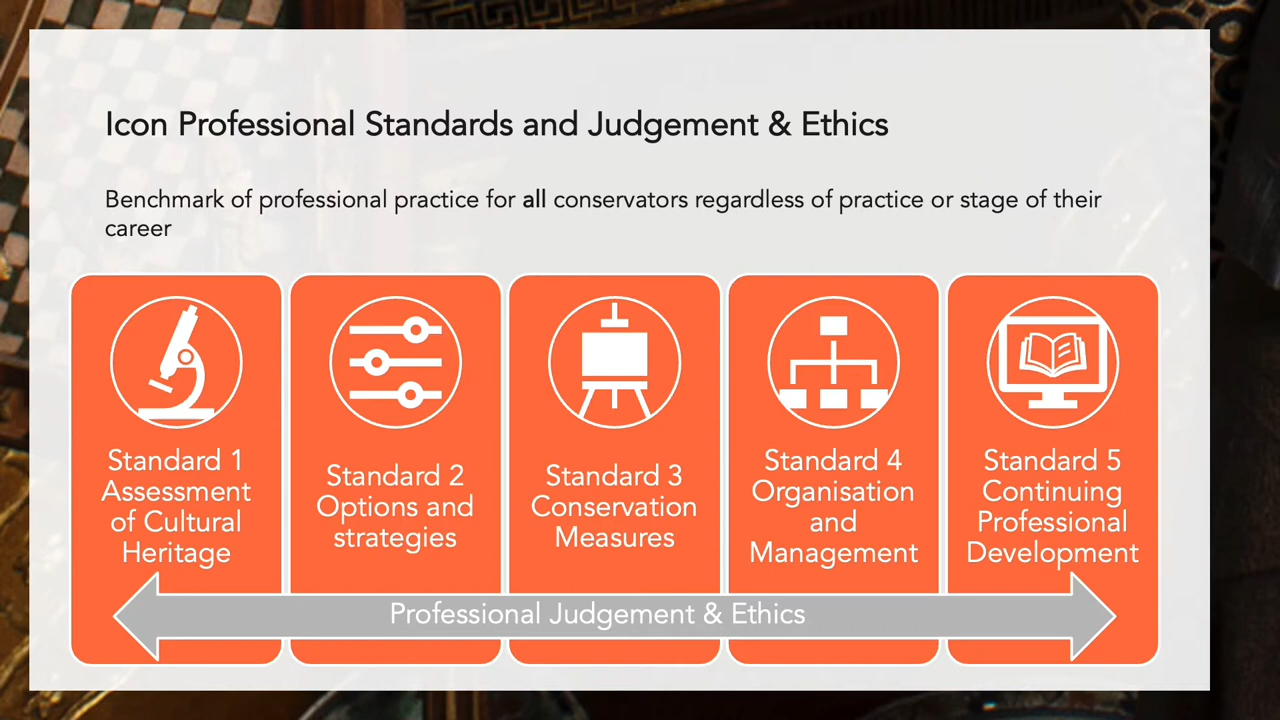 Icon Professional Standards and Judgement & Ethics
Benchmark of professional practice for all conservators regardless of practice or stage of their
career
Standard 1
Assessment
of Cultural
Heritage
Standard 2
Options and
strategies
Standard 3
Conservation
Measures
Standard 4
Organisation
and
Management
Standard 5
Continuing
Professional
Development
Professional Judgement & Ethics